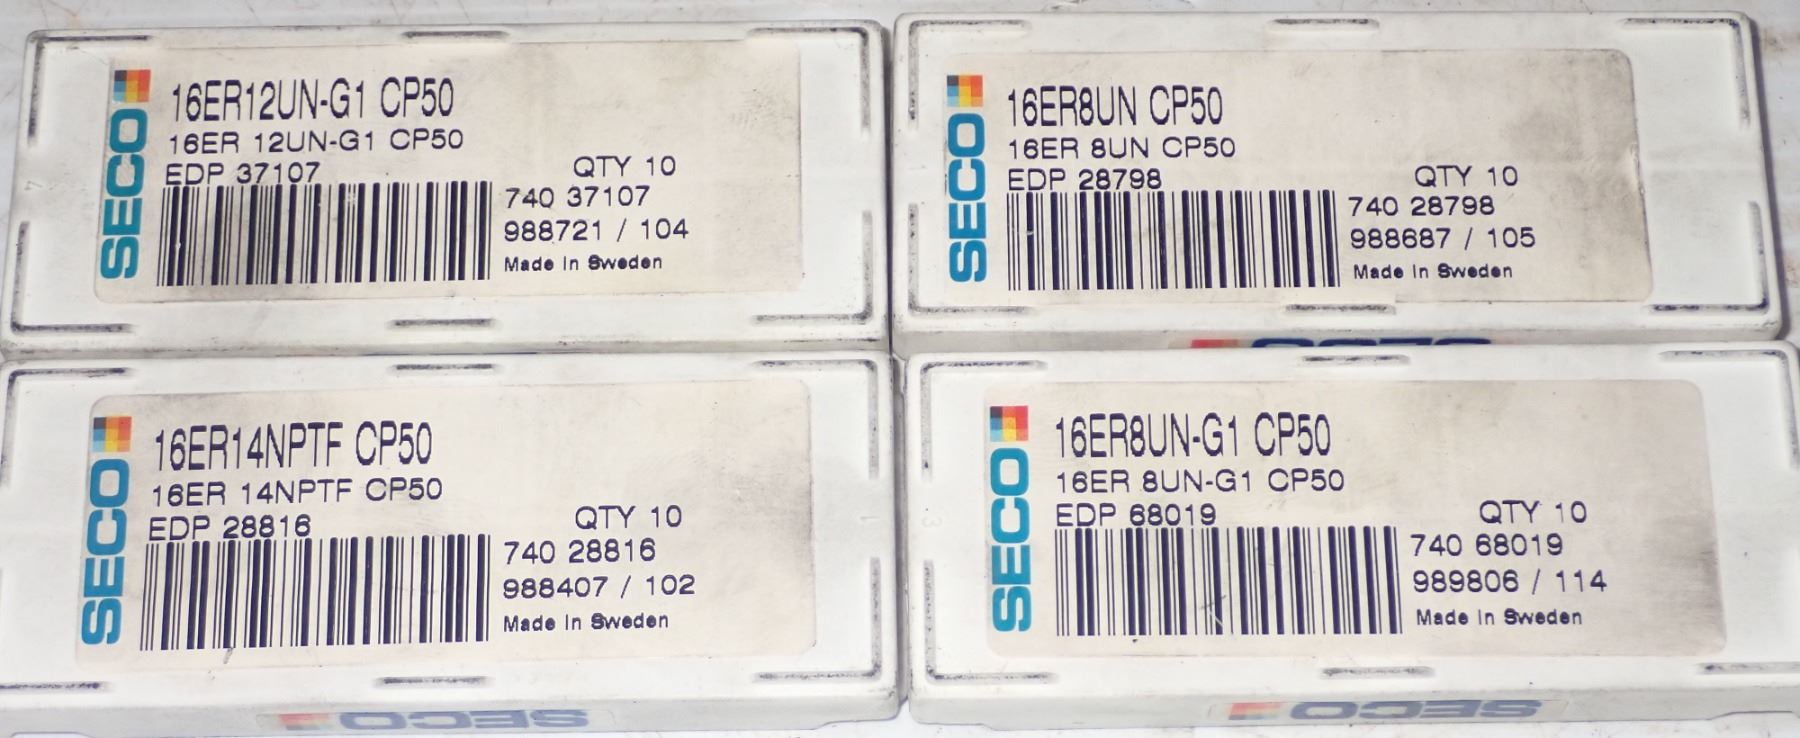 SECO
16ER12UN-G1 CP50
16ER 12UN-G1 CP50
EDP 37107
QTY 10
740 37107
988721 / 104
Made in Sweden
SECO
16ER8UN CP50
16ER 8UN CP50
EDP 28798
QTY 10
740 28798
988687 / 105
Made in Sweden
SECO
16ER14NPTF CP50
16ER 14NPTF CP50
EDP 28816
QTY 10
740 28816
988407 / 102
Made in Sweden
SECO
SECO
16ER8UN-G1 CP50
16ER 8UN-G1 CP50
EDP 68019
QTY 10
740 68019
989806 / 114
Made in Sweden
SECO